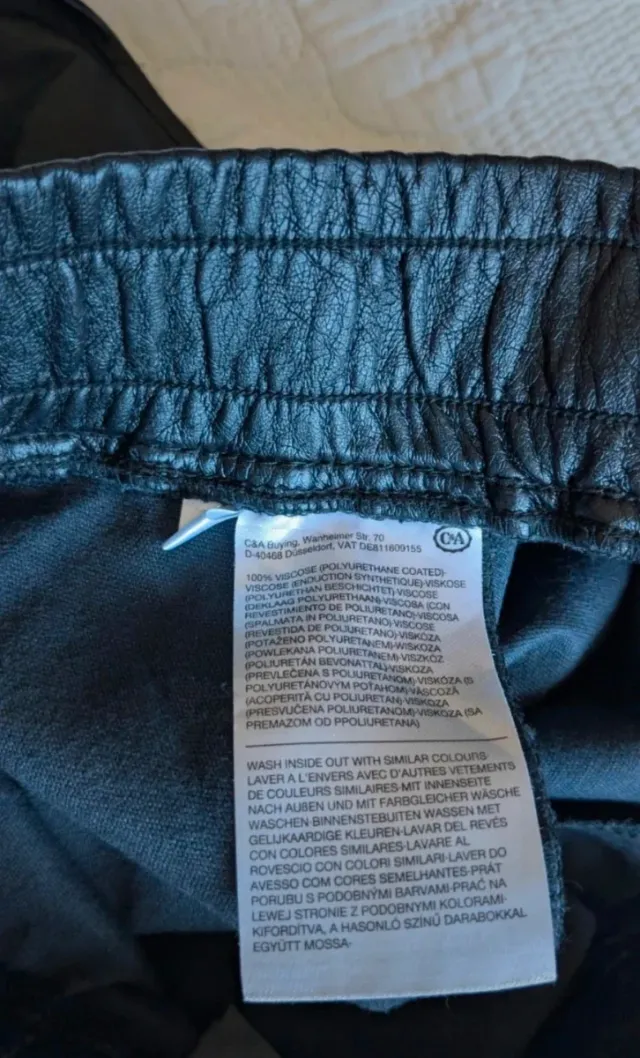 C&A Buying, Wanheimer Str. 70
D-40468 Düsseldorf, VAT DE811809155
C&A
100% VISCOSE (POLYURETHANE COATED)-
VISCOSE (ENDUCTION SYNTHETIQUE)-VISKOSE
(POLYURETHAN BESCHICHTET)-VISCOSE
(DEKLAAG POLYURETHAAN)-VISCOSA (CON
REVESTIMIENTO DE POLIURETANO)-VISCOSA
(SPALMATA IN POLIURETANO)-VISCOSE
(REVESTIDA DE POLIURETANO)-VISKÓZA
(POTAŽENO POLYURETANEM)-WISKOZA
(POWLEKANA POLIURETANEM)-VISZKÓZ
(POLIURETÁN BEVONATTAL)-VISKOZA
(PREVLEČENA S POLIURETANOM)-VISKÓZA (S
POLYURETÁNOVÝM POŤAHOM)-VÂSCOZĂ
(ACOPERITĂ CU POLIURETAN)-VISKOZA
(PRESVUČENA POLIURETANOM)-VISKOZA (SA
PREMAZOM OD PPOLIURETANA)
WASH INSIDE OUT WITH SIMILAR COLOURS-
LAVER A L'ENVERS AVEC D'AUTRES VETEMENTS
DE COULEURS SIMILAIRES-MIT INNENSEITE
NACH AUßEN UND MIT FARBGLEICHER WÄSCHE
WASCHEN-BINNENSTEBUITEN WASSEN MET
GELIJKAARDIGE KLEUREN-LAVAR DEL REVÉS
CON COLORES SIMILARES-LAVARE AL
ROVESCIO CON COLORI SIMILARI-LAVER DO
AVESSO COM CORES SEMELHANTES-PRÁT
PORUBU S PODOBNÝMI BARVAMI-PRAĆ NA
LEWEJ STRONIE Z PODOBNYMI KOLORAMI-
KIFORDÍTVA, A HASONLÓ SZÍNŰ DARABOKKAL
EGYÜTT MOSSA-